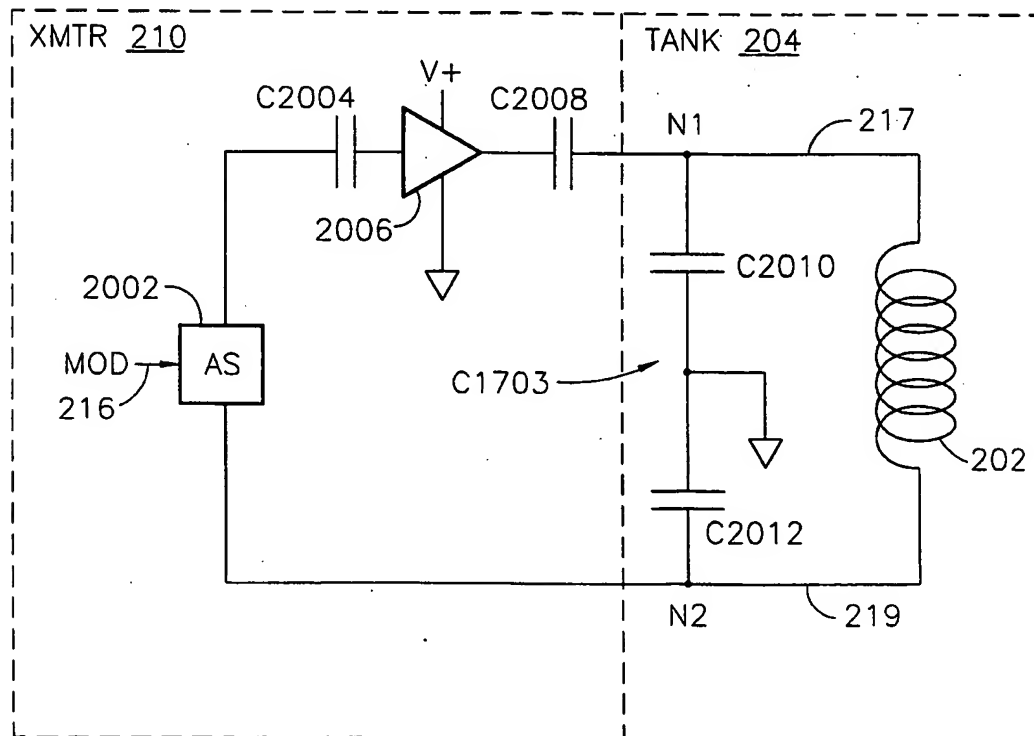 XMTR 210
TANK 204
V+
C2004
C2008
N1
217
2006
C2010
2002
MOD
AS
216
C1703
202
C2012
N2
219